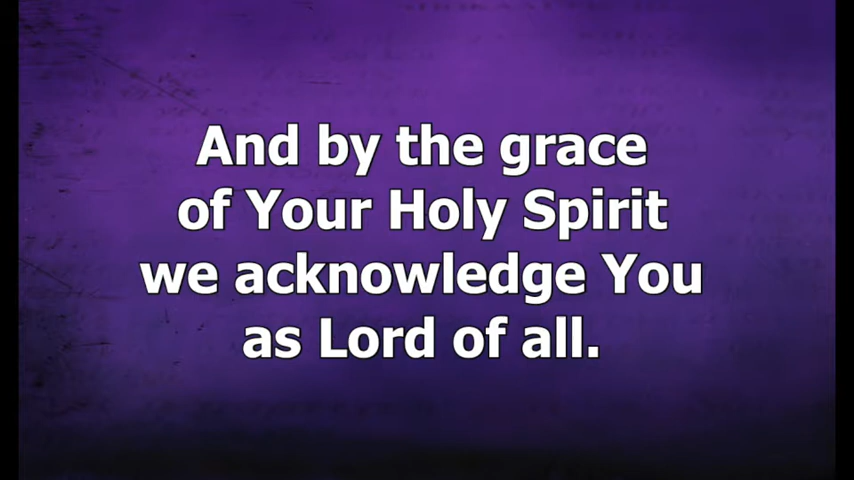 And by the grace
of Your Holy Spirit
we acknowledge You
as Lord of all.